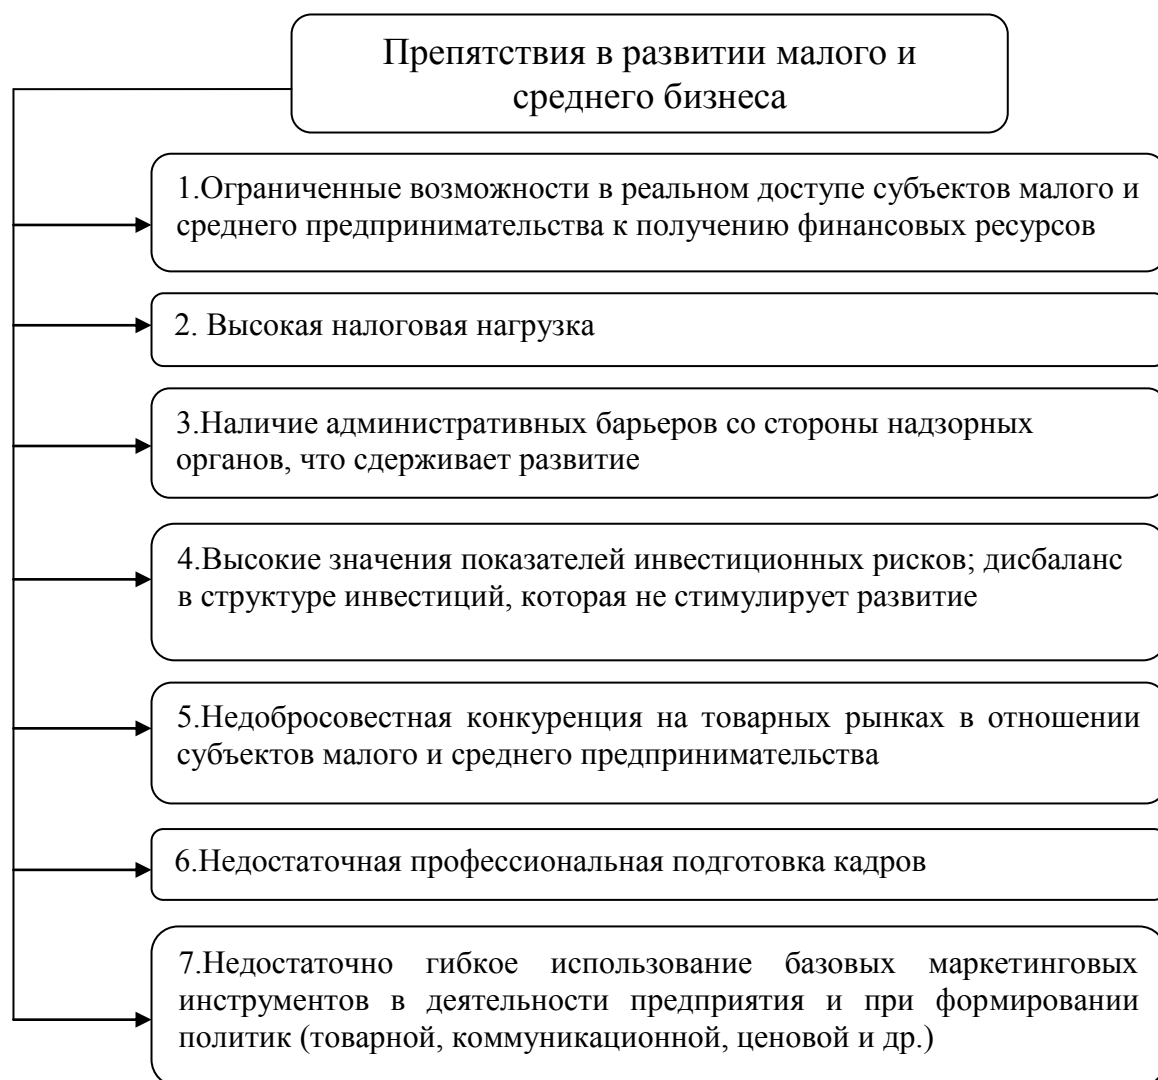 Препятствия в развитии малого и
среднего бизнеса
1.Ограниченные возможности в реальном доступе субъектов малого и
среднего предпринимательства к получению финансовых ресурсов
2. Высокая налоговая нагрузка
3.Наличие административных барьеров со стороны надзорных
органов, что сдерживает развитие
4.Высокие значения показателей инвестиционных рисков; дисбаланс
в структуре инвестиций, которая не стимулирует развитие
5.Недобросовестная конкуренция на товарных рынках в отношении
субъектов малого и среднего предпринимательства
6.Недостаточная профессиональная подготовка кадров
7.Недостаточно гибкое использование базовых маркетинговых
инструментов в деятельности предприятия и при формировании
политик (товарной, коммуникационной, ценовой и др.)